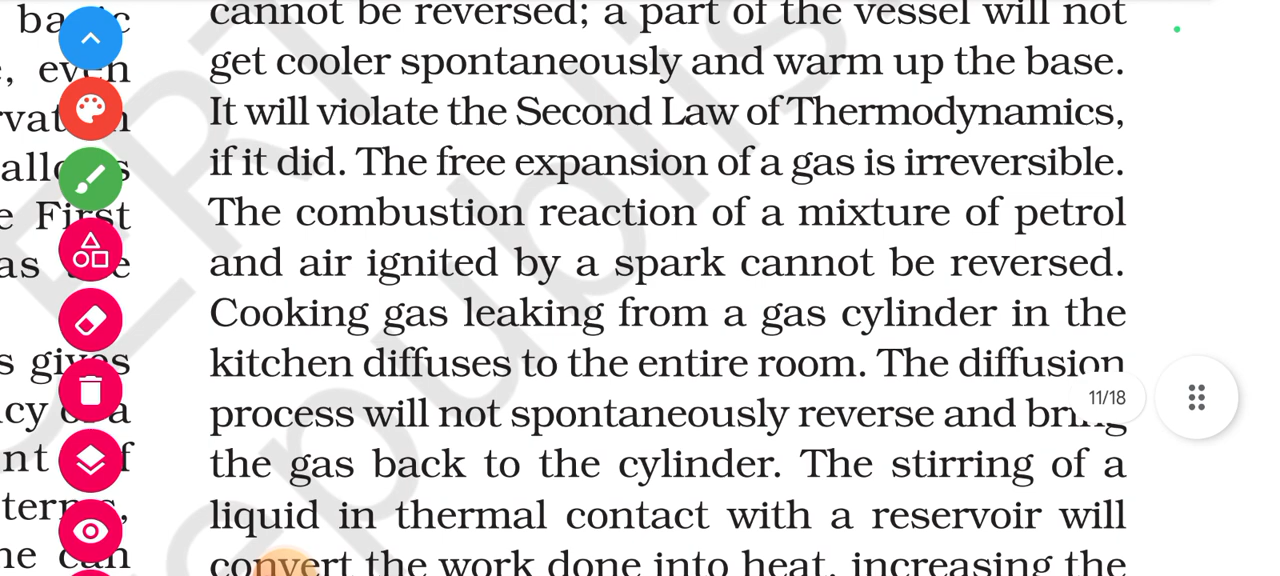 cannot be reversed; a part of the vessel will not
get cooler spontaneously and warm up the base.
It will violate the Second Law of Thermodynamics,
if it did. The free expansion of a gas is irreversible.
The combustion reaction of a mixture of petrol
and air ignited by a spark cannot be reversed.
Cooking gas leaking from a gas cylinder in the
kitchen diffuses to the entire room. The diffusion
process will not spontaneously reverse and bring
the gas back to the cylinder. The stirring of a
liquid in thermal contact with a reservoir will
convert the work done into heat, increasing the
11/18
e, even
e First
as
s gives